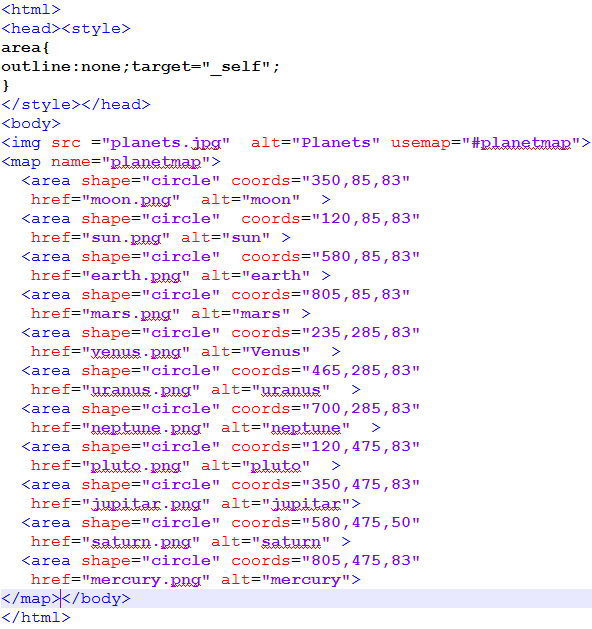 <html>
<head><style>
area{
outline:none;target="_self";
}
</style></head>
<body>
<img src ="planets.jpg"  alt="Planets" usemap="#planetmap">
<map name="planetmap">
  <area shape="circle" coords="350,85,83"
   href="moon.png"  alt="moon"  >
  <area shape="circle"  coords="120,85,83"
   href="sun.png" alt="sun" >
  <area shape="circle"  coords="580,85,83"
   href="earth.png" alt="earth" >
  <area shape="circle" coords="805,85,83"
   href="mars.png" alt="mars" >
  <area shape="circle" coords="235,285,83"
   href="venus.png" alt="Venus"  >
  <area shape="circle" coords="465,285,83"
   href="uranus.png" alt="uranus"  >
  <area shape="circle" coords="700,285,83"
   href="neptune.png" alt="neptune"  >
  <area shape="circle" coords="120,475,83"
   href="pluto.png" alt="pluto"  >
  <area shape="circle" coords="350,475,83"
   href="jupitar.png" alt="jupitar">
  <area shape="circle" coords="580,475,50"
   href="saturn.png" alt="saturn" >
  <area shape="circle" coords="805,475,83"
   href="mercury.png" alt="mercury">
</map></body>
</html>